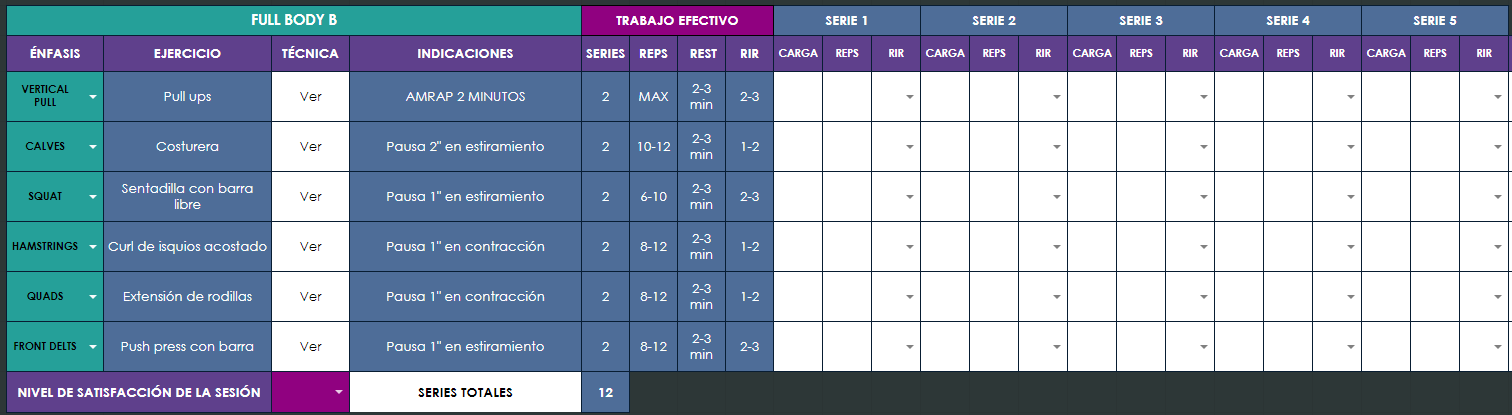 FULL BODY B TRABAJO EFECTIVO SERIE 1 SERIE 2 SERIE 3 SERIE 4 SERIE 5
ÉNFASIS EJERCICIO TÉCNICA INDICACIONES SERIES REPS REST RIR CARGA REPS RIR CARGA REPS RIR CARGA REPS RIR CARGA REPS RIR CARGA REPS RIR
VERTICAL PULL Pull ups Ver AMRAP 2 MINUTOS 2 MAX 2-3 min 2-3
CALVES Costurera Ver Pausa 2" en estiramiento 2 10-12 2-3 min 1-2
SQUAT Sentadilla con barra libre Ver Pausa 1" en estiramiento 2 6-10 2-3 min 2-3
HAMSTRINGS Curl de isquios acostado Ver Pausa 1" en contracción 2 8-12 2-3 min 1-2
QUADS Extensión de rodillas Ver Pausa 1" en contracción 2 8-12 2-3 min 1-2
FRONT DELTS Push press con barra Ver Pausa 1" en estiramiento 2 8-12 2-3 min 2-3
NIVEL DE SATISFACCIÓN DE LA SESIÓN SERIES TOTALES 12